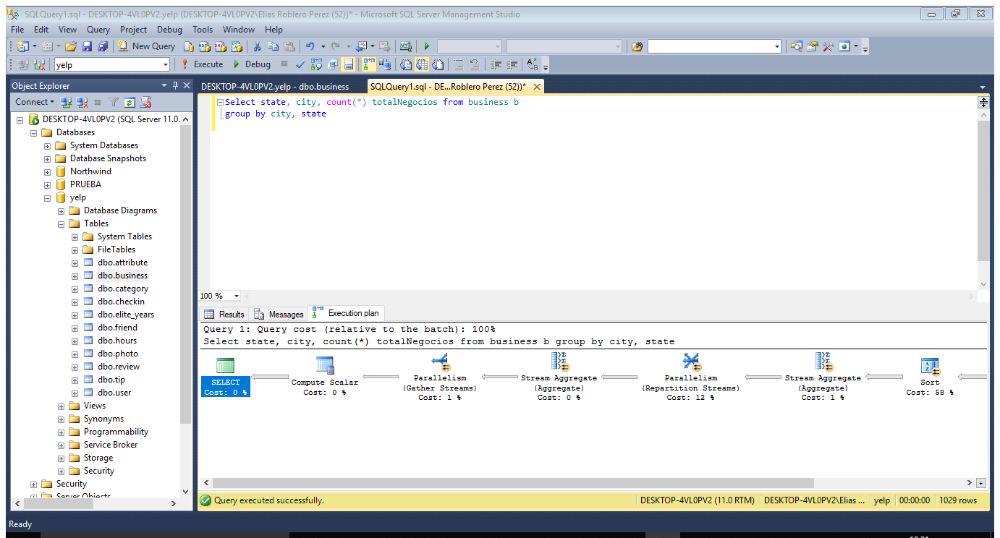 SQLQuery1.sql - DESKTOP-4VL0PV2.yelp (DESKTOP-4VL0PV2\Elias Roblero Perez (52))* - Microsoft SQL Server Management Studio
File Edit View Query Project Debug Tools Window Help
New Query
yelp Execute Debug
Object Explorer
Connect
DESKTOP-4VL0PV2 (SQL Server 11.0.
Databases
System Databases
Database Snapshots
Northwind
PRUEBA
yelp
Database Diagrams
Tables
System Tables
FileTables
dbo.attribute
dbo.business
dbo.category
dbo.checkin
dbo.elite_years
dbo.friend
dbo.hours
dbo.photo
dbo.review
dbo.tip
dbo.user
Views
Synonyms
Programmability
Service Broker
Storage
Security
Security
Server Objects
DESKTOP-4VL0PV2.yelp - dbo.business SQLQuery1.sql - DE...Roblero Perez (52))*
Select state, city, count(*) totalNegocios from business b
group by city, state
100 %
Results Messages Execution plan
Query 1: Query cost (relative to the batch): 100%
Select state, city, count(*) totalNegocios from business b group by city, state
SELECT
Cost: 0 %
Compute Scalar
Cost: 0 %
Parallelism
(Gather Streams)
Cost: 1 %
Stream Aggregate
(Aggregate)
Cost: 0 %
Parallelism
(Repartition Streams)
Cost: 12 %
Stream Aggregate
(Aggregate)
Cost: 1 %
Sort
Cost: 58 %
Query executed successfully. DESKTOP-4VL0PV2 (11.0 RTM) DESKTOP-4VL0PV2\Elias ... yelp 00:00:00 1029 rows
Ready